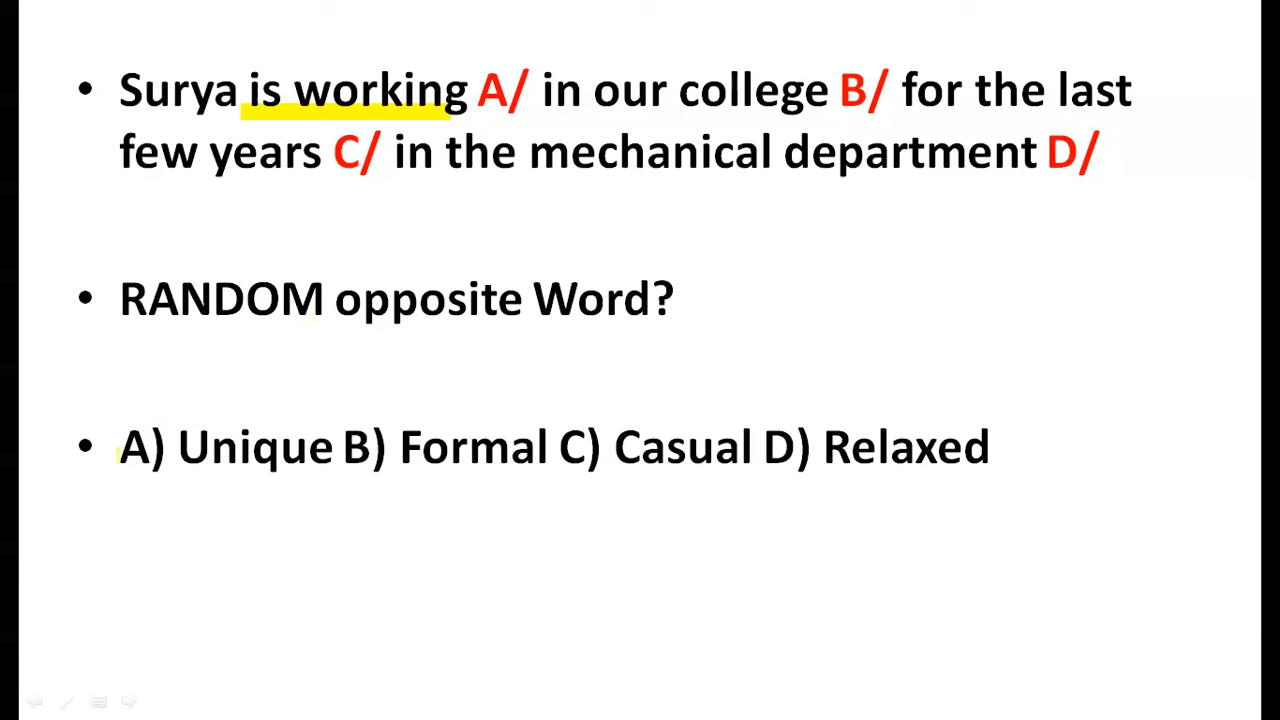 • Surya is working A/ in our college B/ for the last
few years C/ in the mechanical department D/
• RANDOM opposite Word?
• A) Unique B) Formal C) Casual D) Relaxed